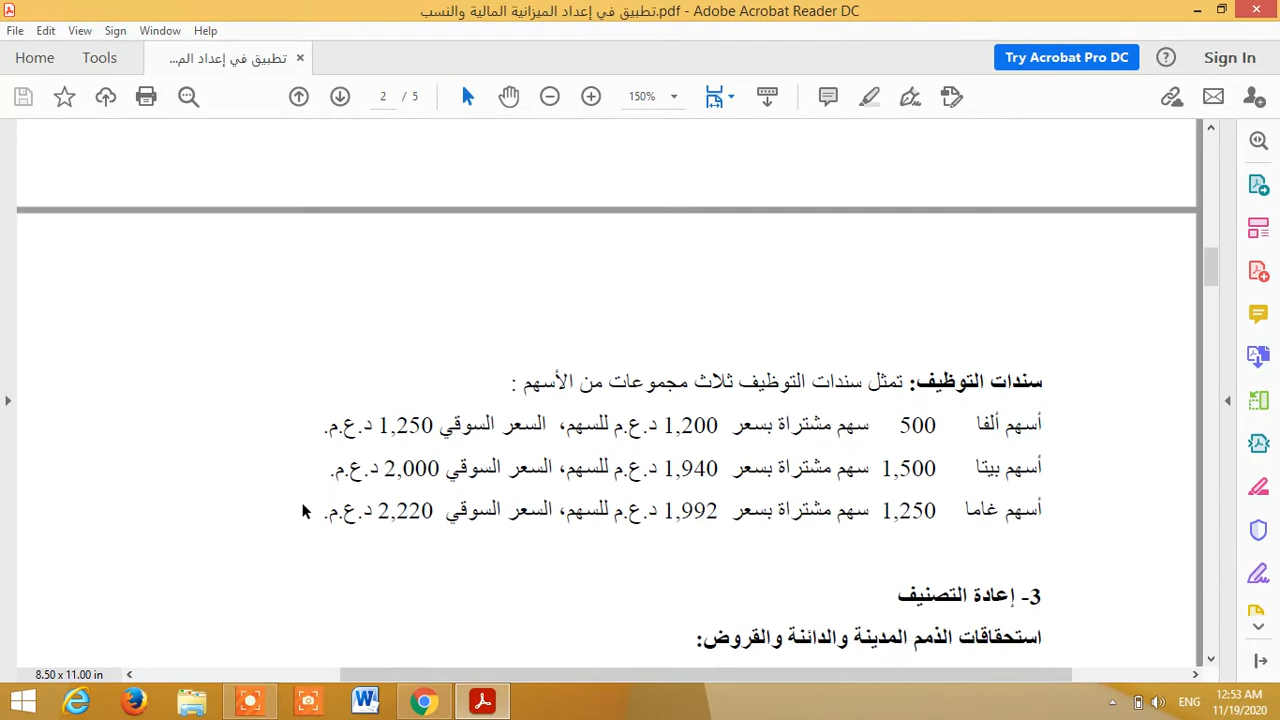 تطبيق في إعداد الميزانية المالية والنسب.pdf - Adobe Acrobat Reader DC
File Edit View Sign Window Help
Home Tools تطبيق في إعداد الم... × Try Acrobat Pro DC Sign In
2 / 5 150%
سندات التوظيف: تمثل سندات التوظيف ثلاث مجموعات من الأسهم :
أسهم ألفا 500 سهم مشتراة بسعر 1,200 د.ع.م للسهم، السعر السوقي 1,250 د.ع.م.
أسهم بيتا 1,500 سهم مشتراة بسعر 1,940 د.ع.م للسهم، السعر السوقي 2,000 د.ع.م.
أسهم غاما 1,250 سهم مشتراة بسعر 1,992 د.ع.م للسهم، السعر السوقي 2,220 د.ع.م.
3- إعادة التصنيف
استحقاقات الذمم المدينة والدائنة والقروض:
8.50 x 11.00 in
ENG 12:53 AM
11/19/2020